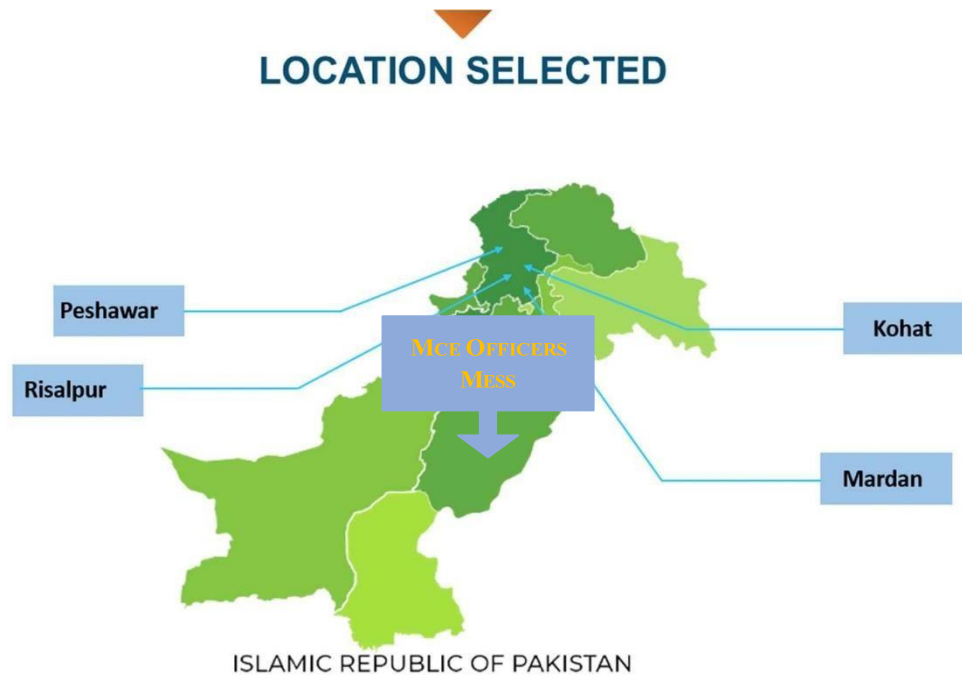 LOCATION SELECTED
Peshawar
Kohat
MCE OFFICERS
MESS
Risalpur
Mardan
ISLAMIC REPUBLIC OF PAKISTAN